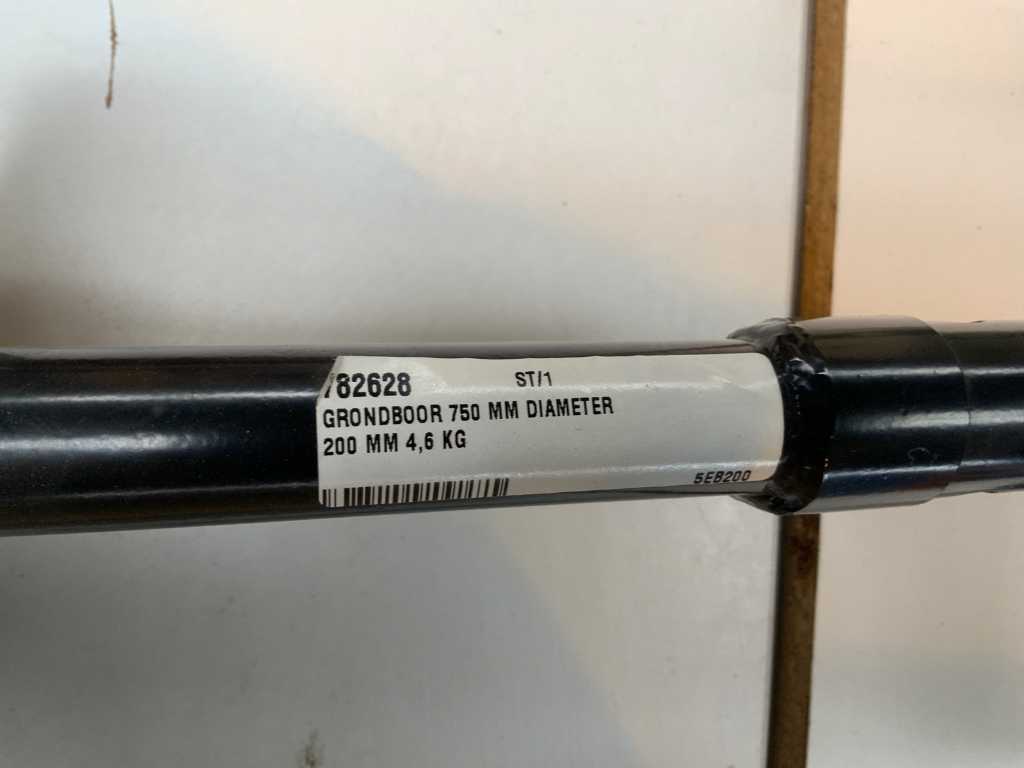 782628 ST/1
GRONDBOOR 750 MM DIAMETER
200 MM 4,6 KG
5EB200